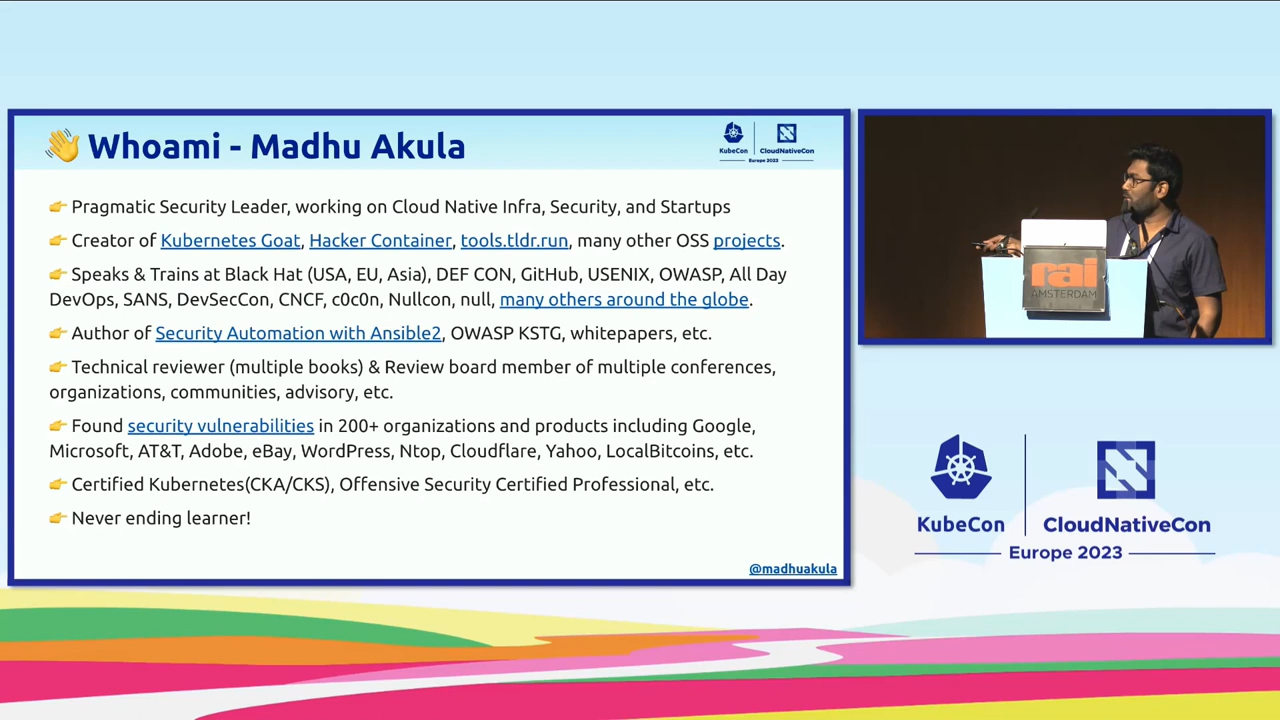 👋 Whoami - Madhu Akula
KubeCon
CloudNativeCon
Europe 2023
👉 Pragmatic Security Leader, working on Cloud Native Infra, Security, and Startups
👉 Creator of Kubernetes Goat, Hacker Container, tools.tldr.run, many other OSS projects.
👉 Speaks & Trains at Black Hat (USA, EU, Asia), DEF CON, GitHub, USENIX, OWASP, All Day
DevOps, SANS, DevSecCon, CNCF, c0c0n, Nullcon, null, many others around the globe.
👉 Author of Security Automation with Ansible2, OWASP KSTG, whitepapers, etc.
👉 Technical reviewer (multiple books) & Review board member of multiple conferences,
organizations, communities, advisory, etc.
👉 Found security vulnerabilities in 200+ organizations and products including Google,
Microsoft, AT&T, Adobe, eBay, WordPress, Ntop, Cloudflare, Yahoo, LocalBitcoins, etc.
👉 Certified Kubernetes(CKA/CKS), Offensive Security Certified Professional, etc.
👉 Never ending learner!
@madhuakula
rai
AMSTERDAM
KubeCon
CloudNativeCon
Europe 2023